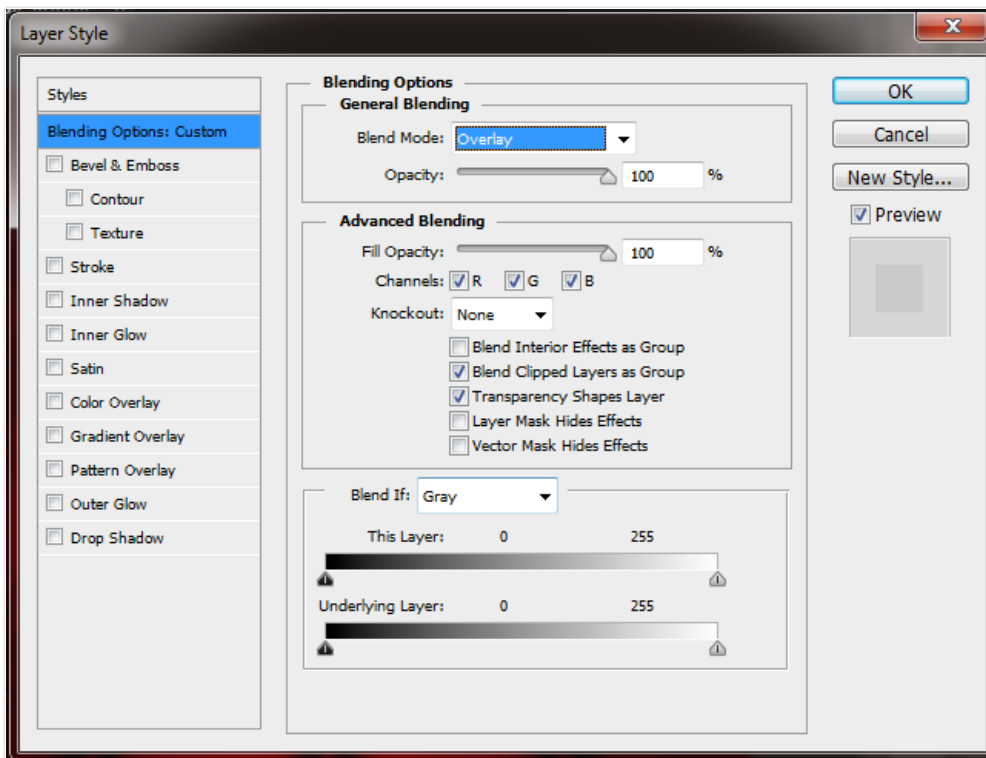 Layer Style
Styles
Blending Options: Custom
Bevel & Emboss
Contour
Texture
Stroke
Inner Shadow
Inner Glow
Satin
Color Overlay
Gradient Overlay
Pattern Overlay
Outer Glow
Drop Shadow
Blending Options
General Blending
Blend Mode: Overlay
Opacity: 100 %
Advanced Blending
Fill Opacity: 100 %
Channels: R G B
Knockout: None
Blend Interior Effects as Group
Blend Clipped Layers as Group
Transparency Shapes Layer
Layer Mask Hides Effects
Vector Mask Hides Effects
Blend If: Gray
This Layer: 0 255
Underlying Layer: 0 255
OK
Cancel
New Style...
Preview